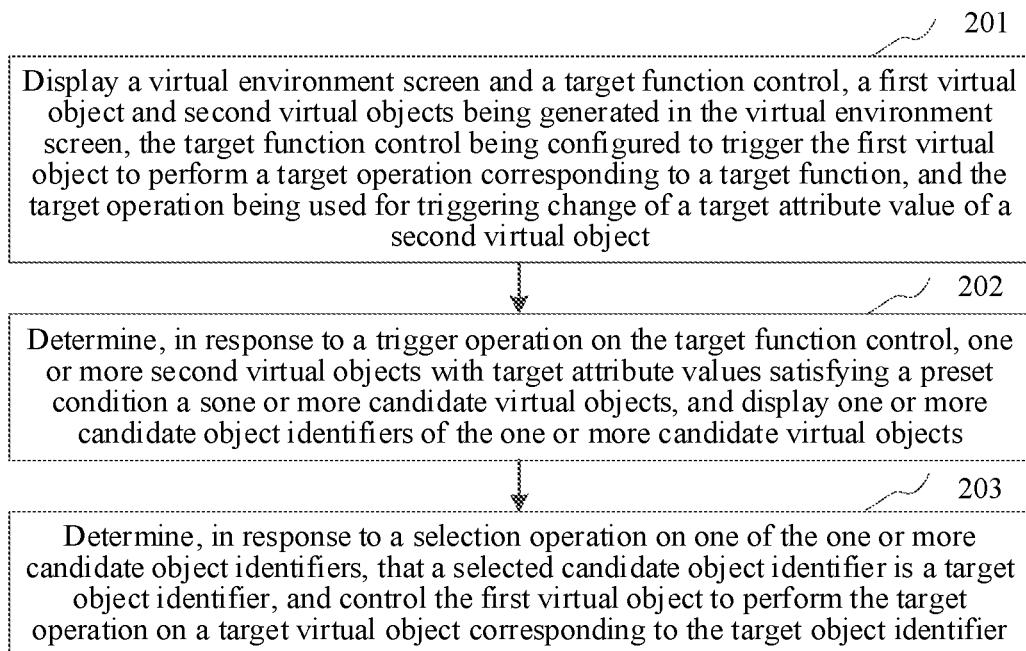 201
Display a virtual environment screen and a target function control, a first virtual
object and second virtual objects being generated in the virtual environment
screen, the target function control being configured to trigger the first virtual
object to perform a target operation corresponding to a target function, and the
target operation being used for triggering change of a target attribute value of a
second virtual object
202
Determine, in response to a trigger operation on the target function control, one
or more second virtual objects with target attribute values satisfying a preset
condition a sone or more candidate virtual objects, and display one or more
candidate object identifiers of the one or more candidate virtual objects
203
Determine, in response to a selection operation on one of the one or more
candidate object identifiers, that a selected candidate object identifier is a target
object identifier, and control the first virtual object to perform the target
operation on a target virtual object corresponding to the target object identifier